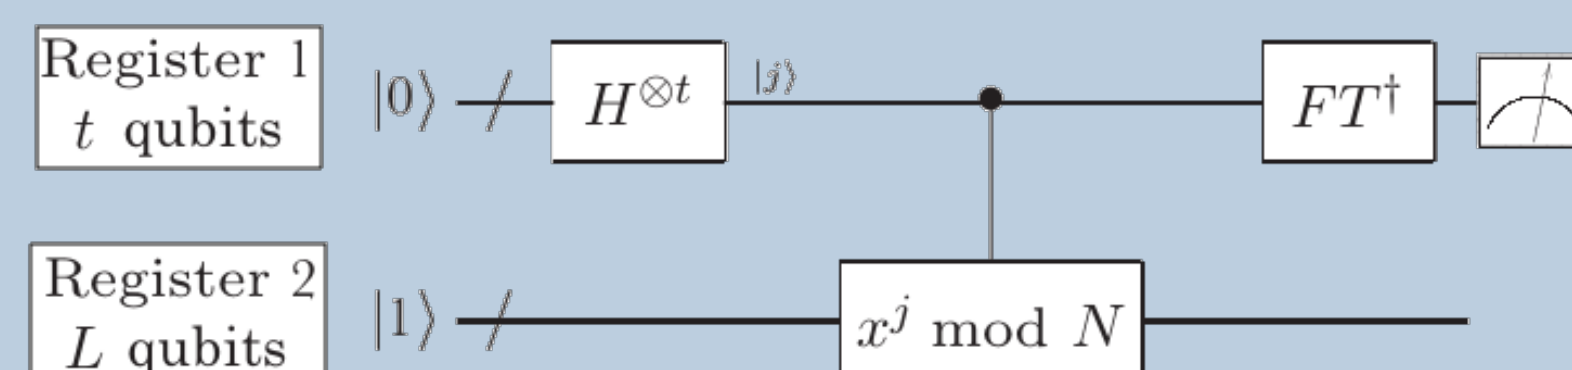 Register 1
t qubits
|0⟩
H⊗t
|j⟩
FT†
Register 2
L qubits
|1⟩
x^j mod N